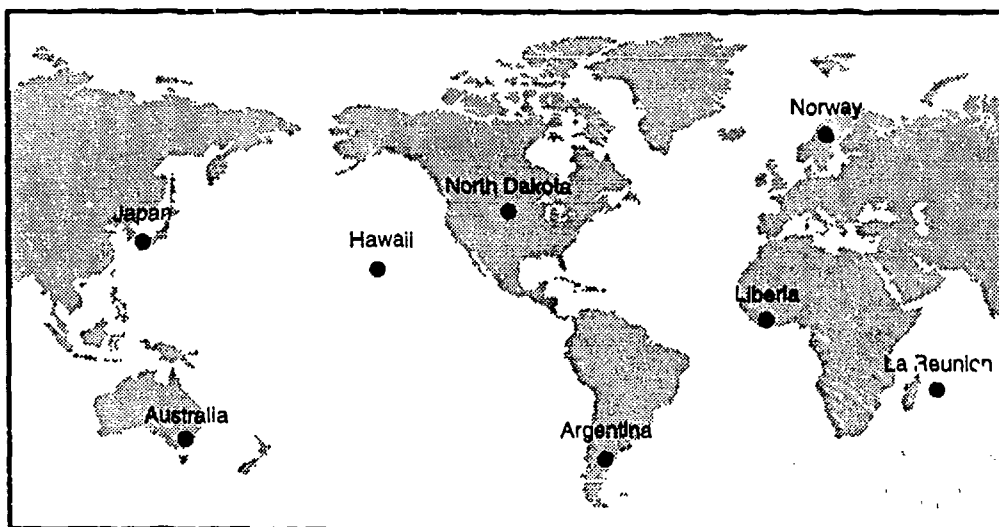 Norway
North Dakota
Japan
Hawaii
Liberia
La Reunion
Australia
Argentina